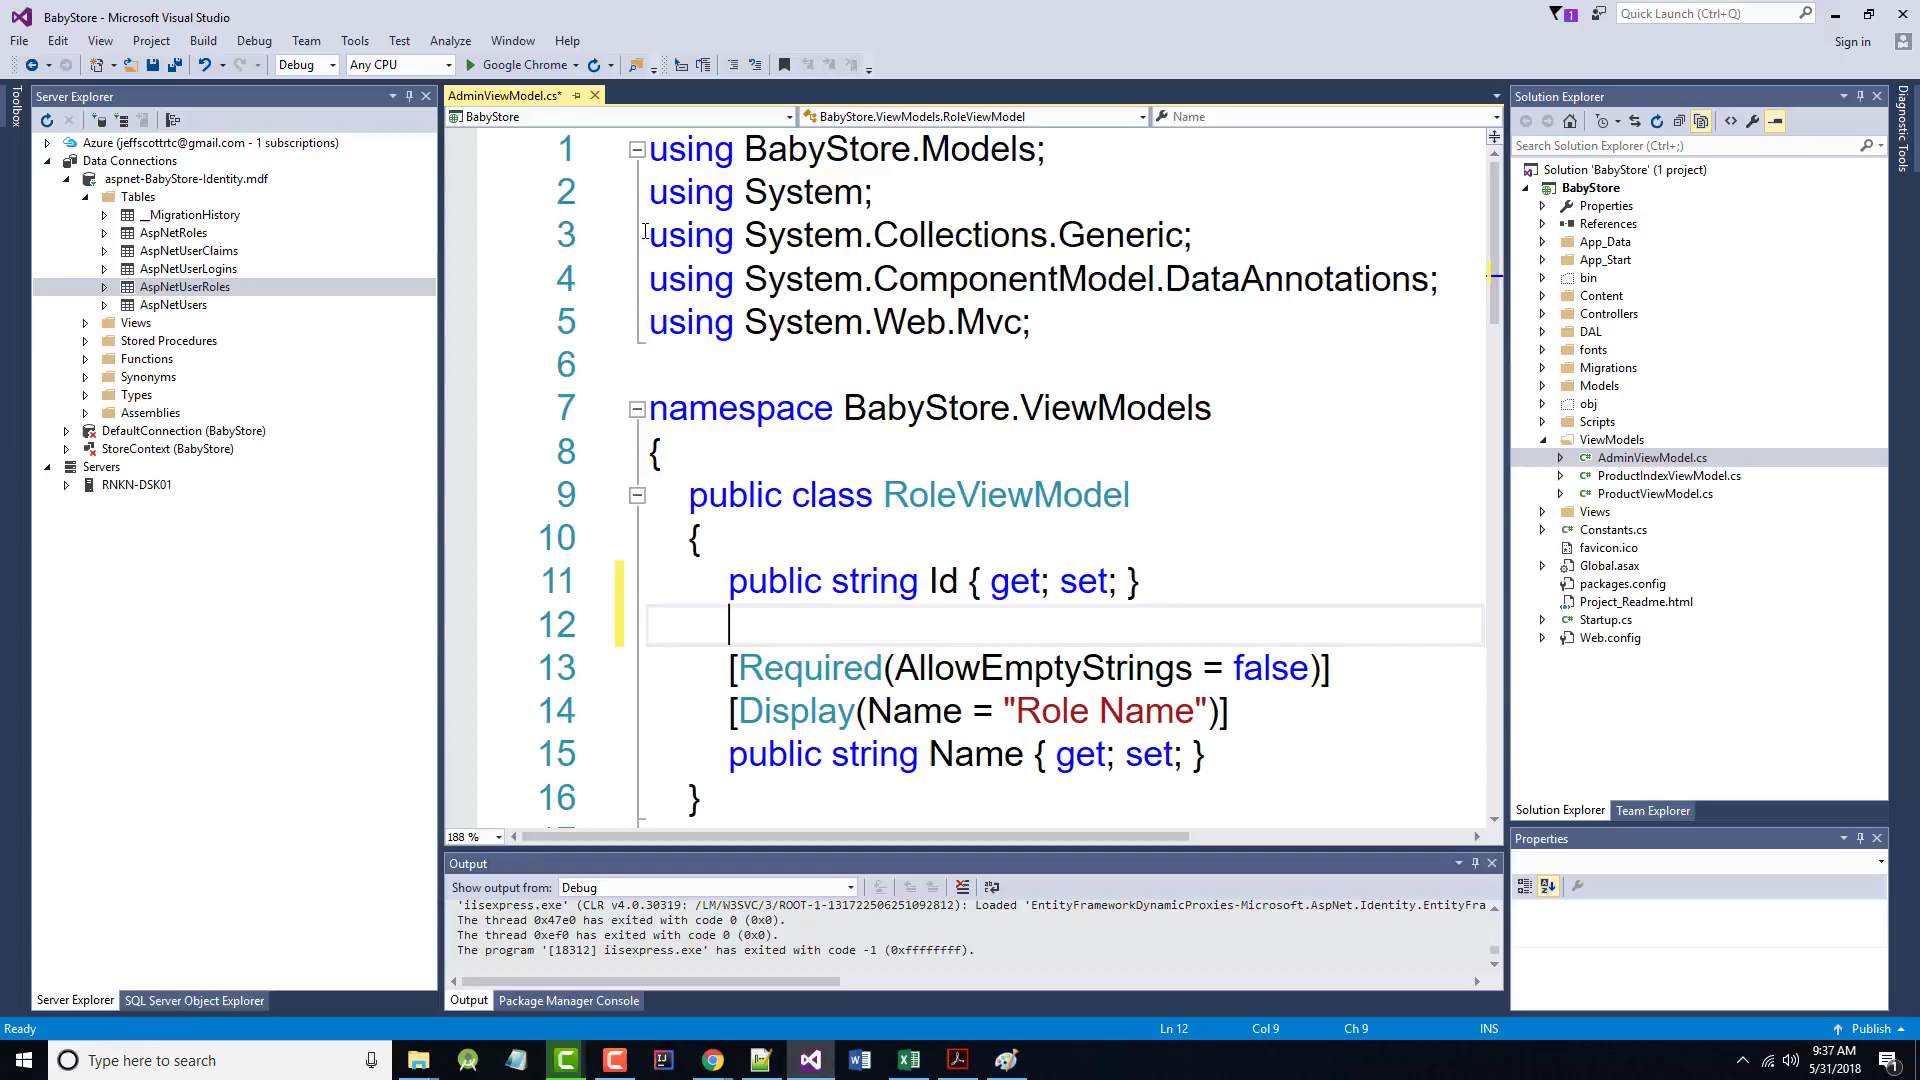 BabyStore - Microsoft Visual Studio
1
Quick Launch (Ctrl+Q)
File Edit View Project Build Debug Team Tools Test Analyze Window Help
Sign in
Debug Any CPU Google Chrome
Toolbox
Server Explorer
Azure (jeffscottrtc@gmail.com - 1 subscriptions)
Data Connections
aspnet-BabyStore-Identity.mdf
Tables
__MigrationHistory
AspNetRoles
AspNetUserClaims
AspNetUserLogins
AspNetUserRoles
AspNetUsers
Views
Stored Procedures
Functions
Synonyms
Types
Assemblies
DefaultConnection (BabyStore)
StoreContext (BabyStore)
Servers
RNKN-DSK01
Server Explorer SQL Server Object Explorer
AdminViewModel.cs*
BabyStore BabyStore.ViewModels.RoleViewModel Name
1 using BabyStore.Models;
2 using System;
3 using System.Collections.Generic;
4 using System.ComponentModel.DataAnnotations;
5 using System.Web.Mvc;
6
7 namespace BabyStore.ViewModels
8 {
9 public class RoleViewModel
10 {
11 public string Id { get; set; }
12
13 [Required(AllowEmptyStrings = false)]
14 [Display(Name = "Role Name")]
15 public string Name { get; set; }
16 }
188 %
Output
Show output from: Debug
'iisexpress.exe' (CLR v4.0.30319: /LM/W3SVC/3/ROOT-1-131722506251092812): Loaded 'EntityFrameworkDynamicProxies-Microsoft.AspNet.Identity.EntityFra
The thread 0x47e0 has exited with code 0 (0x0).
The thread 0xef0 has exited with code 0 (0x0).
The program '[18312] iisexpress.exe' has exited with code -1 (0xffffffff).
Output Package Manager Console
Solution Explorer
Search Solution Explorer (Ctrl+;)
Solution 'BabyStore' (1 project)
BabyStore
Properties
References
App_Data
App_Start
bin
Content
Controllers
DAL
fonts
Migrations
Models
obj
Scripts
ViewModels
AdminViewModel.cs
ProductIndexViewModel.cs
ProductViewModel.cs
Views
Constants.cs
favicon.ico
Global.asax
packages.config
Project_Readme.html
Startup.cs
Web.config
Solution Explorer Team Explorer
Properties
Diagnostic Tools
Ready Ln 12 Col 9 Ch 9 INS Publish
Type here to search
9:37 AM
5/31/2018
1